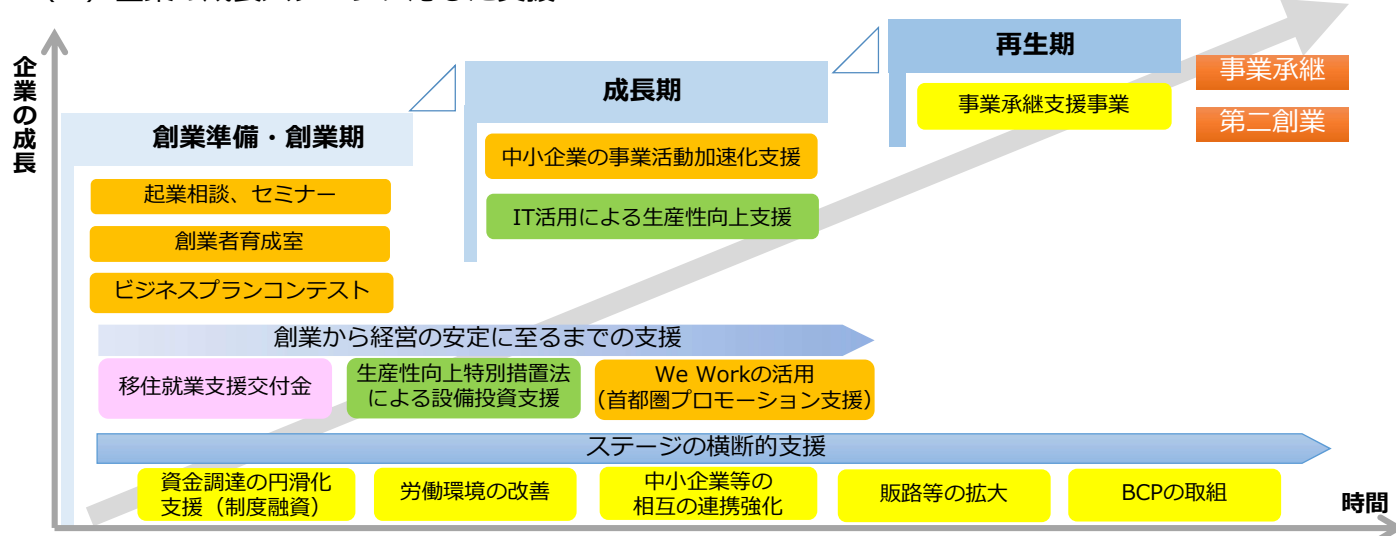 企業の成長
創業準備・創業期
起業相談、セミナー
創業者育成室
ビジネスプランコンテスト
成長期
中小企業の事業活動加速化支援
IT活用による生産性向上支援
再生期
事業承継支援事業
事業承継
第二創業
創業から経営の安定に至るまでの支援
移住就業支援交付金
生産性向上特別措置法
による設備投資支援
We Workの活用
(首都圏プロモーション支援)
ステージの横断的支援
資金調達の円滑化
支援(制度融資)
労働環境の改善
中小企業等の
相互の連携強化
販路等の拡大
BCPの取組
時間